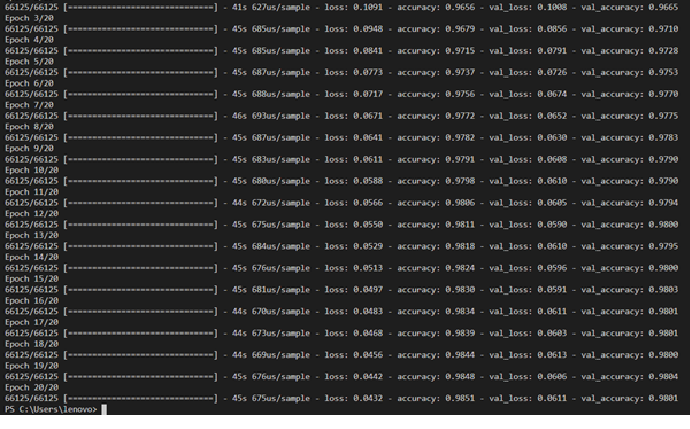 66125/66125 [==============================] - 41s 627us/sample - loss: 0.1091 - accuracy: 0.9656 - val_loss: 0.1008 - val_accuracy: 0.9665
Epoch 3/20
66125/66125 [==============================] - 45s 685us/sample - loss: 0.0948 - accuracy: 0.9679 - val_loss: 0.0856 - val_accuracy: 0.9710
Epoch 4/20
66125/66125 [==============================] - 45s 685us/sample - loss: 0.0841 - accuracy: 0.9715 - val_loss: 0.0791 - val_accuracy: 0.9728
Epoch 5/20
66125/66125 [==============================] - 45s 687us/sample - loss: 0.0773 - accuracy: 0.9737 - val_loss: 0.0726 - val_accuracy: 0.9753
Epoch 6/20
66125/66125 [==============================] - 45s 688us/sample - loss: 0.0717 - accuracy: 0.9756 - val_loss: 0.0674 - val_accuracy: 0.9770
Epoch 7/20
66125/66125 [==============================] - 46s 693us/sample - loss: 0.0671 - accuracy: 0.9772 - val_loss: 0.0652 - val_accuracy: 0.9775
Epoch 8/20
66125/66125 [==============================] - 45s 687us/sample - loss: 0.0641 - accuracy: 0.9782 - val_loss: 0.0630 - val_accuracy: 0.9783
Epoch 9/20
66125/66125 [==============================] - 45s 683us/sample - loss: 0.0611 - accuracy: 0.9791 - val_loss: 0.0608 - val_accuracy: 0.9790
Epoch 10/20
66125/66125 [==============================] - 45s 680us/sample - loss: 0.0588 - accuracy: 0.9798 - val_loss: 0.0610 - val_accuracy: 0.9790
Epoch 11/20
66125/66125 [==============================] - 44s 672us/sample - loss: 0.0566 - accuracy: 0.9806 - val_loss: 0.0605 - val_accuracy: 0.9794
Epoch 12/20
66125/66125 [==============================] - 45s 675us/sample - loss: 0.0550 - accuracy: 0.9811 - val_loss: 0.0590 - val_accuracy: 0.9800
Epoch 13/20
66125/66125 [==============================] - 45s 684us/sample - loss: 0.0529 - accuracy: 0.9818 - val_loss: 0.0610 - val_accuracy: 0.9795
Epoch 14/20
66125/66125 [==============================] - 45s 676us/sample - loss: 0.0513 - accuracy: 0.9824 - val_loss: 0.0596 - val_accuracy: 0.9800
Epoch 15/20
66125/66125 [==============================] - 45s 681us/sample - loss: 0.0497 - accuracy: 0.9830 - val_loss: 0.0591 - val_accuracy: 0.9803
Epoch 16/20
66125/66125 [==============================] - 44s 670us/sample - loss: 0.0483 - accuracy: 0.9834 - val_loss: 0.0611 - val_accuracy: 0.9801
Epoch 17/20
66125/66125 [==============================] - 44s 673us/sample - loss: 0.0468 - accuracy: 0.9839 - val_loss: 0.0603 - val_accuracy: 0.9801
Epoch 18/20
66125/66125 [==============================] - 44s 669us/sample - loss: 0.0456 - accuracy: 0.9844 - val_loss: 0.0613 - val_accuracy: 0.9800
Epoch 19/20
66125/66125 [==============================] - 45s 676us/sample - loss: 0.0442 - accuracy: 0.9848 - val_loss: 0.0606 - val_accuracy: 0.9804
Epoch 20/20
66125/66125 [==============================] - 45s 675us/sample - loss: 0.0432 - accuracy: 0.9851 - val_loss: 0.0611 - val_accuracy: 0.9801
PS C:\Users\lenovo>